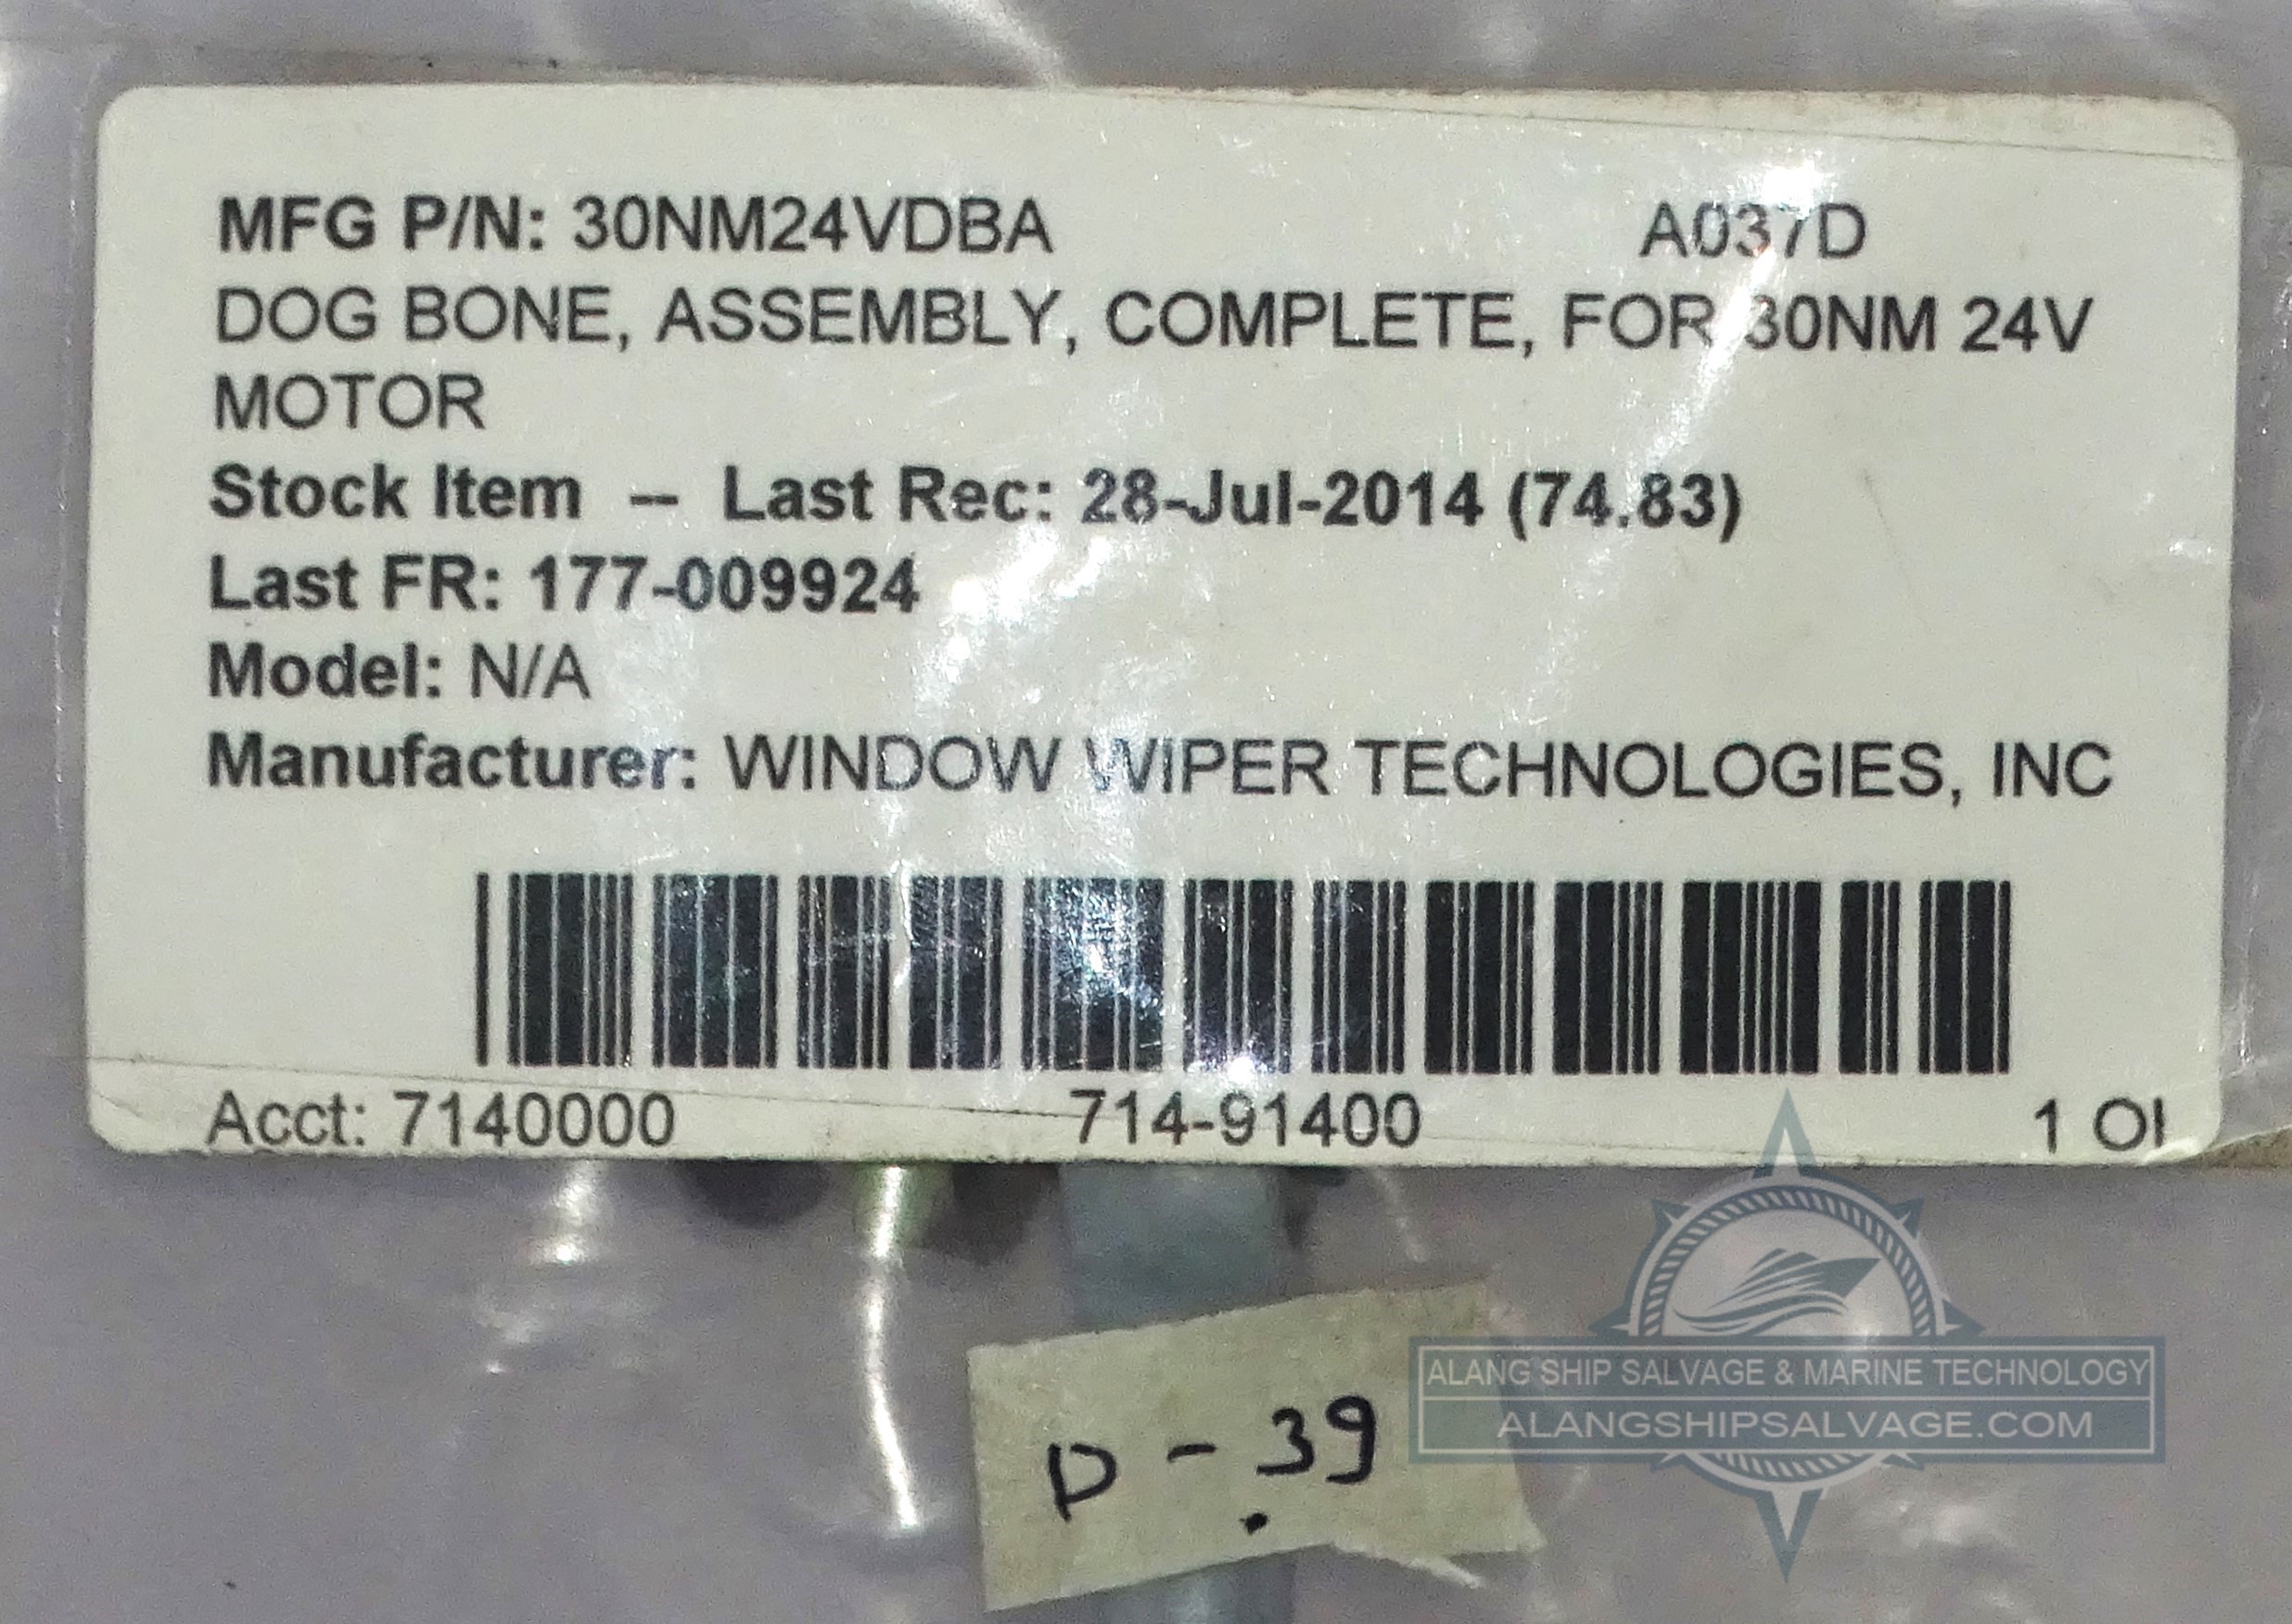 MFG P/N: 30NM24VDBA A037D
DOG BONE, ASSEMBLY, COMPLETE, FOR 30NM 24V
MOTOR
Stock Item – Last Rec: 28-Jul-2014 (74.83)
Last FR: 177-009924
Model: N/A
Manufacturer: WINDOW WIPER TECHNOLOGIES, INC
Acct: 7140000 714-91400 1 OI
D - 39
ALANG SHIP SALVAGE & MARINE TECHNOLOGY
ALANGSHIPSALVAGE.COM